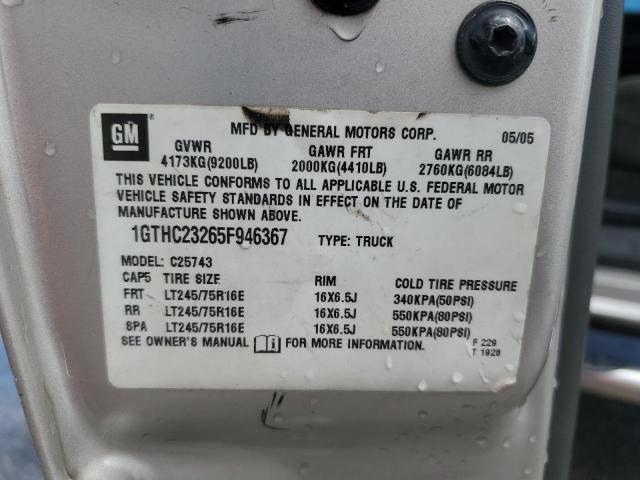 GM
MFD BY GENERAL MOTORS CORP. 05/05
GVWR GAWR FRT GAWR RR
4173KG(9200LB) 2000KG(4410LB) 2760KG(6084LB)
THIS VEHICLE CONFORMS TO ALL APPLICABLE U.S. FEDERAL MOTOR
VEHICLE SAFETY STANDARDS IN EFFECT ON THE DATE OF
MANUFACTURE SHOWN ABOVE.
1GTHC23265F946367 TYPE: TRUCK
MODEL: C25743
CAP5 TIRE SIZE RIM COLD TIRE PRESSURE
FRT LT245/75R16E 16X6.5J 340KPA(50PSI)
RR LT245/75R16E 16X6.5J 550KPA(80PSI)
SPA LT245/75R16E 16X6.5J 550KPA(80PSI)
SEE OWNER'S MANUAL FOR MORE INFORMATION. F 229
T 1926